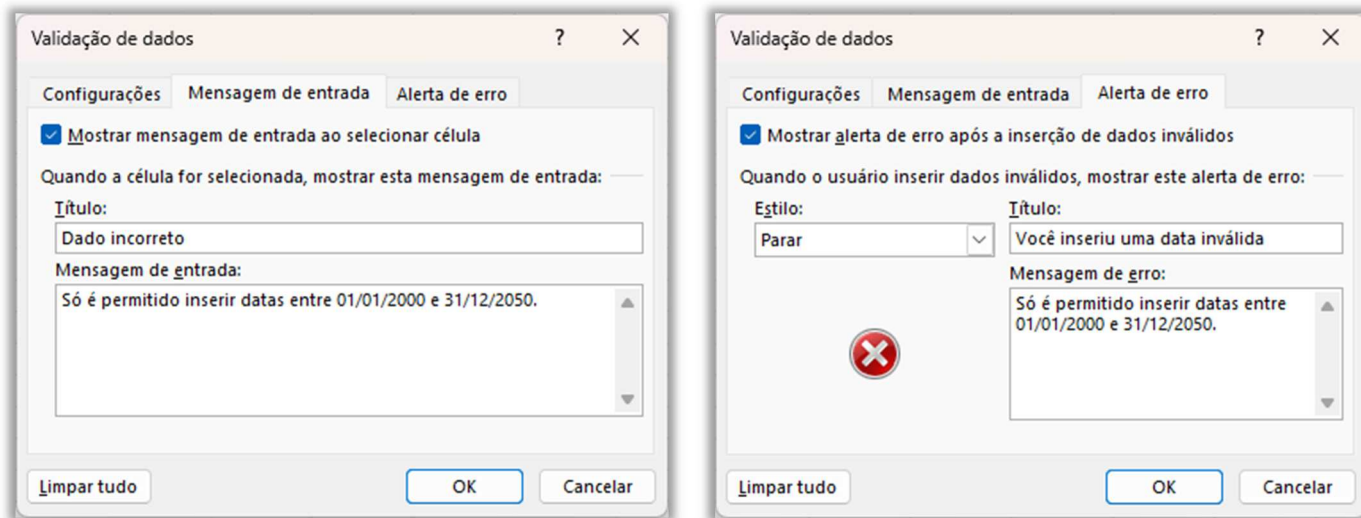 Validação de dados
?
Configurações Mensagem de entrada Alerta de erro
Mostrar mensagem de entrada ao selecionar célula
Quando a célula for selecionada, mostrar esta mensagem de entrada:
Título:
Dado incorreto
Mensagem de entrada:
Só é permitido inserir datas entre 01/01/2000 e 31/12/2050.
Limpar tudo OK Cancelar
Validação de dados
?
Configurações Mensagem de entrada Alerta de erro
Mostrar alerta de erro após a inserção de dados inválidos
Quando o usuário inserir dados inválidos, mostrar este alerta de erro:
Estilo:
Parar
Título:
Você inseriu uma data inválida
Mensagem de erro:
Só é permitido inserir datas entre
01/01/2000 e 31/12/2050.
Limpar tudo OK Cancelar